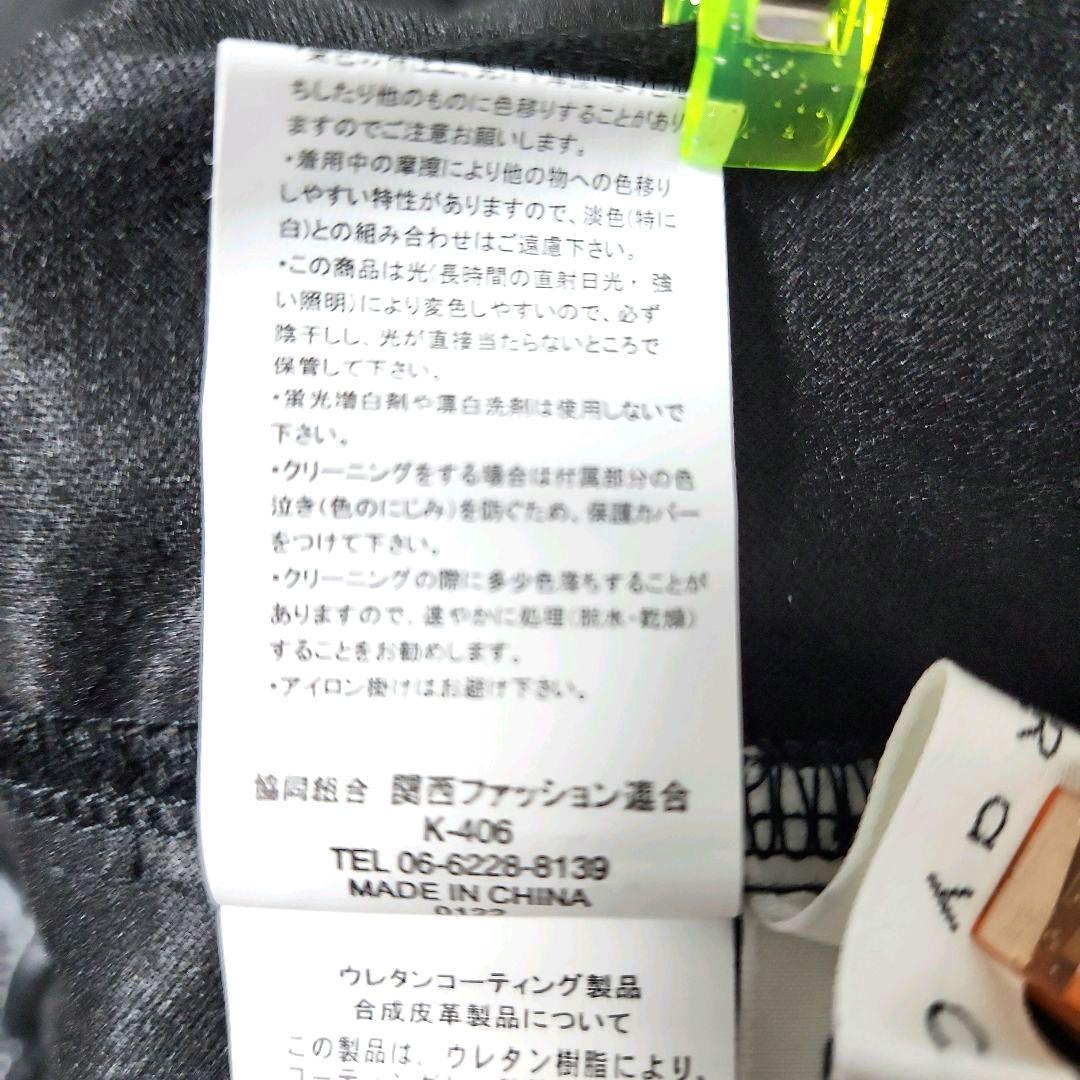 ちしたり他のものに色移りすることがあり
ますのでご注意お願いします。
・着用中の摩擦により他の物への色移り
しやすい特性がありますので、淡色(特に
白)との組み合わせはご遠慮下さい。
・この商品は光(長時間の直射日光・ 強
い照明)により変色しやすいので、必ず
陰干しし、光が直接当たらないところで
保管して下さい。
・蛍光増白剤や漂白洗剤は使用しないで
下さい。
・クリーニングをする場合は付属部分の色
泣き(色のにじみ)を防ぐため、保護カバー
をつけて下さい。
・クリーニングの際に多少色落ちすることが
ありますので、速やかに処理(脱水・乾燥)
することをお勧めします。
・アイロン掛けはお避け下さい。
協同組合 関西ファッション連合
K-406
TEL 06-6228-8139
MADE IN CHINA
ウレタンコーティング製品
合成皮革製品について
この製品は、ウレタン樹脂により、
R a y C